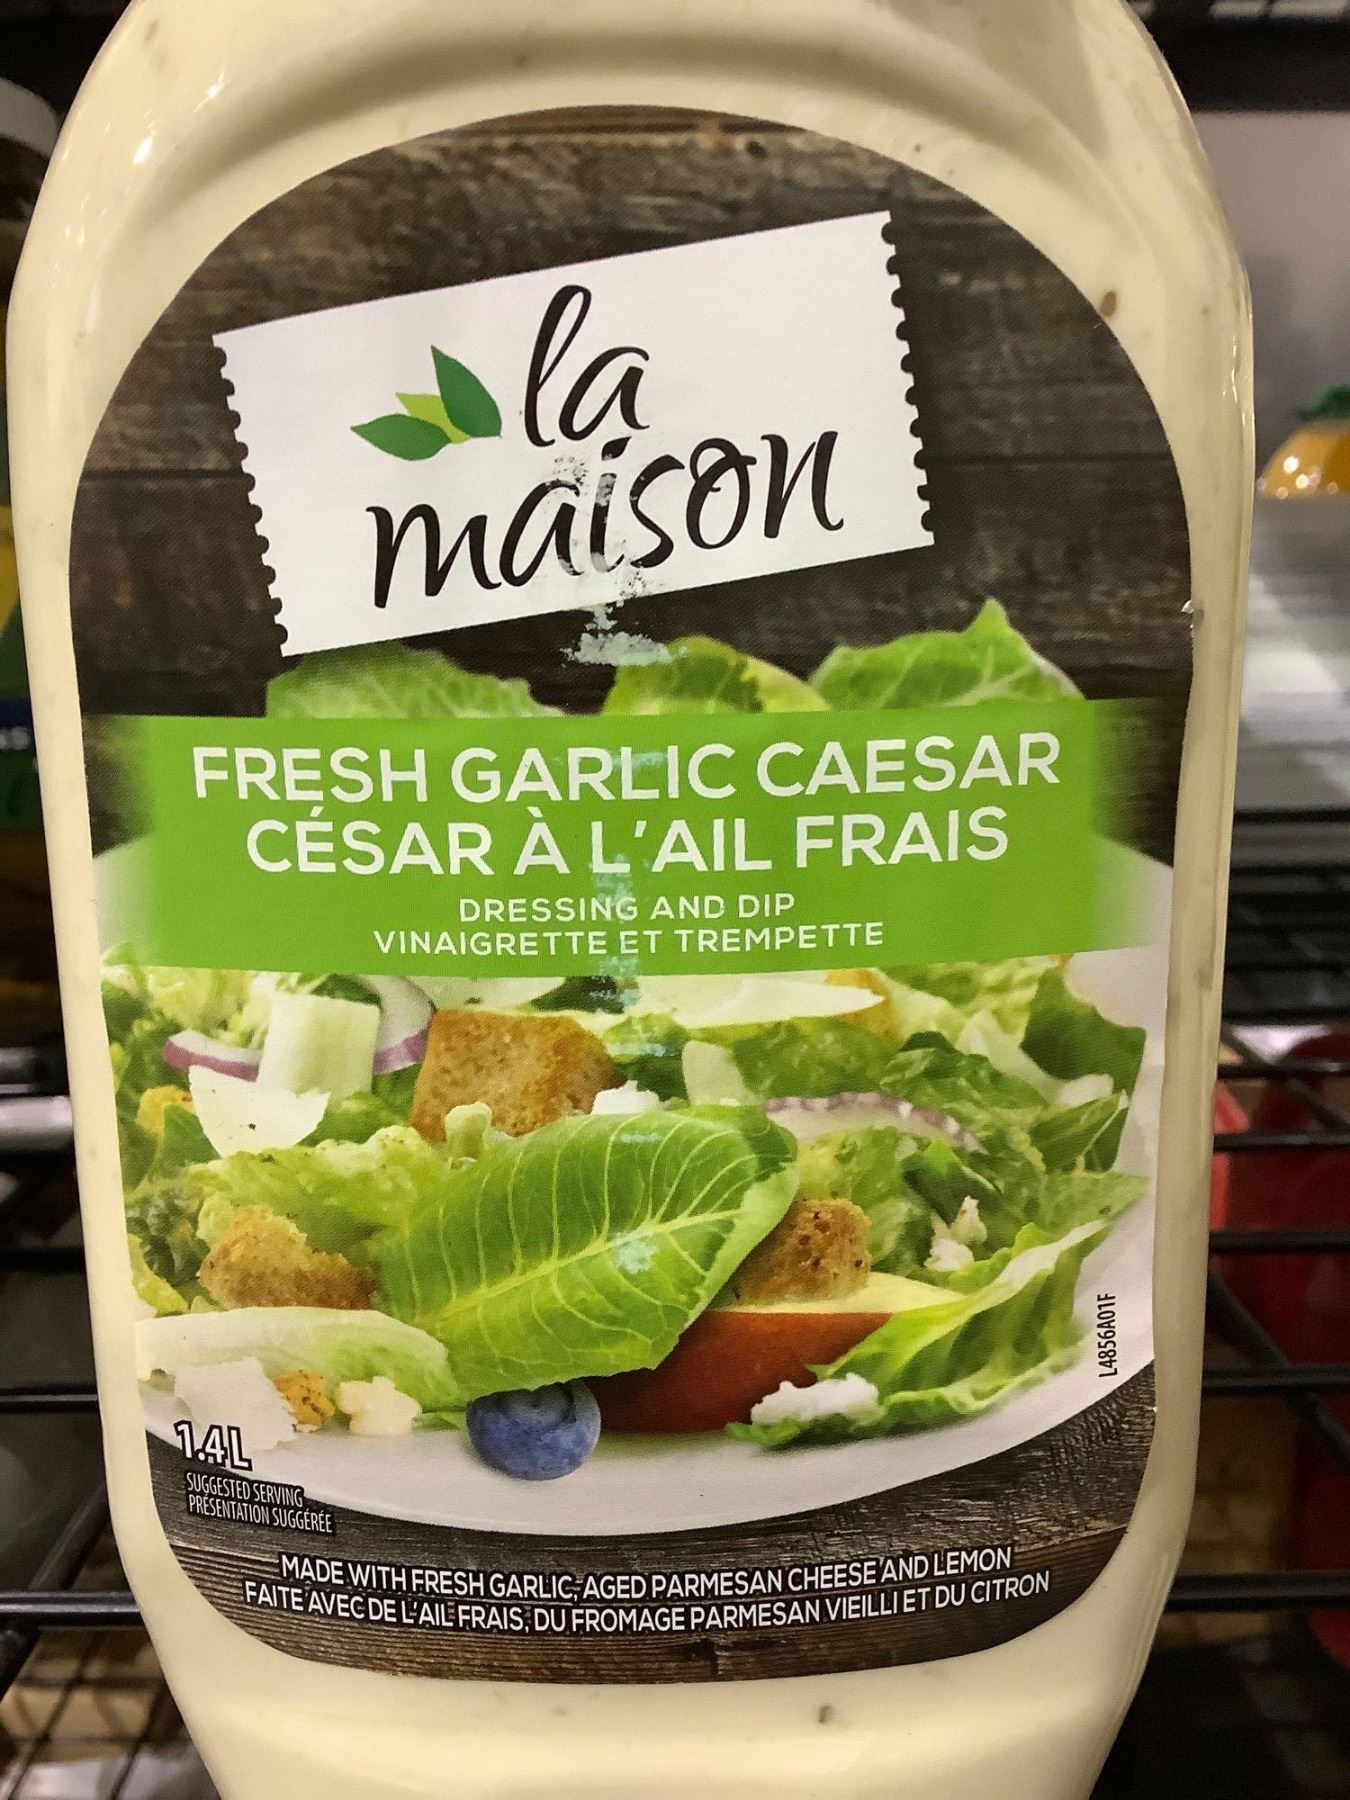 la
maison
FRESH GARLIC CAESAR
CÉSAR À L'AIL FRAIS
DRESSING AND DIP
VINAIGRETTE ET TREMPETTE
L4856A01F
1.4 L
SUGGESTED SERVING
PRÉSENTATION SUGGÉRÉE
MADE WITH FRESH GARLIC, AGED PARMESAN CHEESE AND LEMON
FAITE AVEC DE L'AIL FRAIS, DU FROMAGE PARMESAN VIEILLI ET DU CITRON